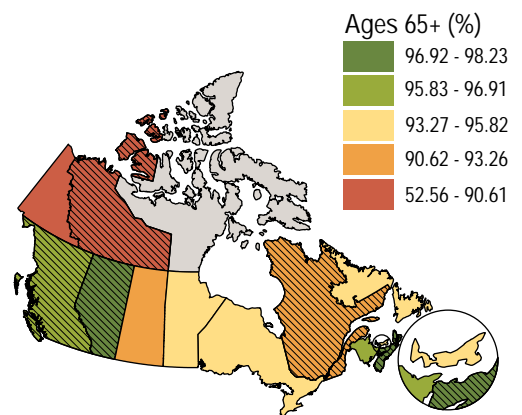 Ages 65+ (%)
96.92 - 98.23
95.83 - 96.91
93.27 - 95.82
90.62 - 93.26
52.56 - 90.61